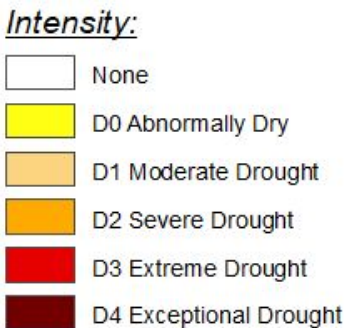 Intensity:
None
D0 Abnormally Dry
D1 Moderate Drought
D2 Severe Drought
D3 Extreme Drought
D4 Exceptional Drought